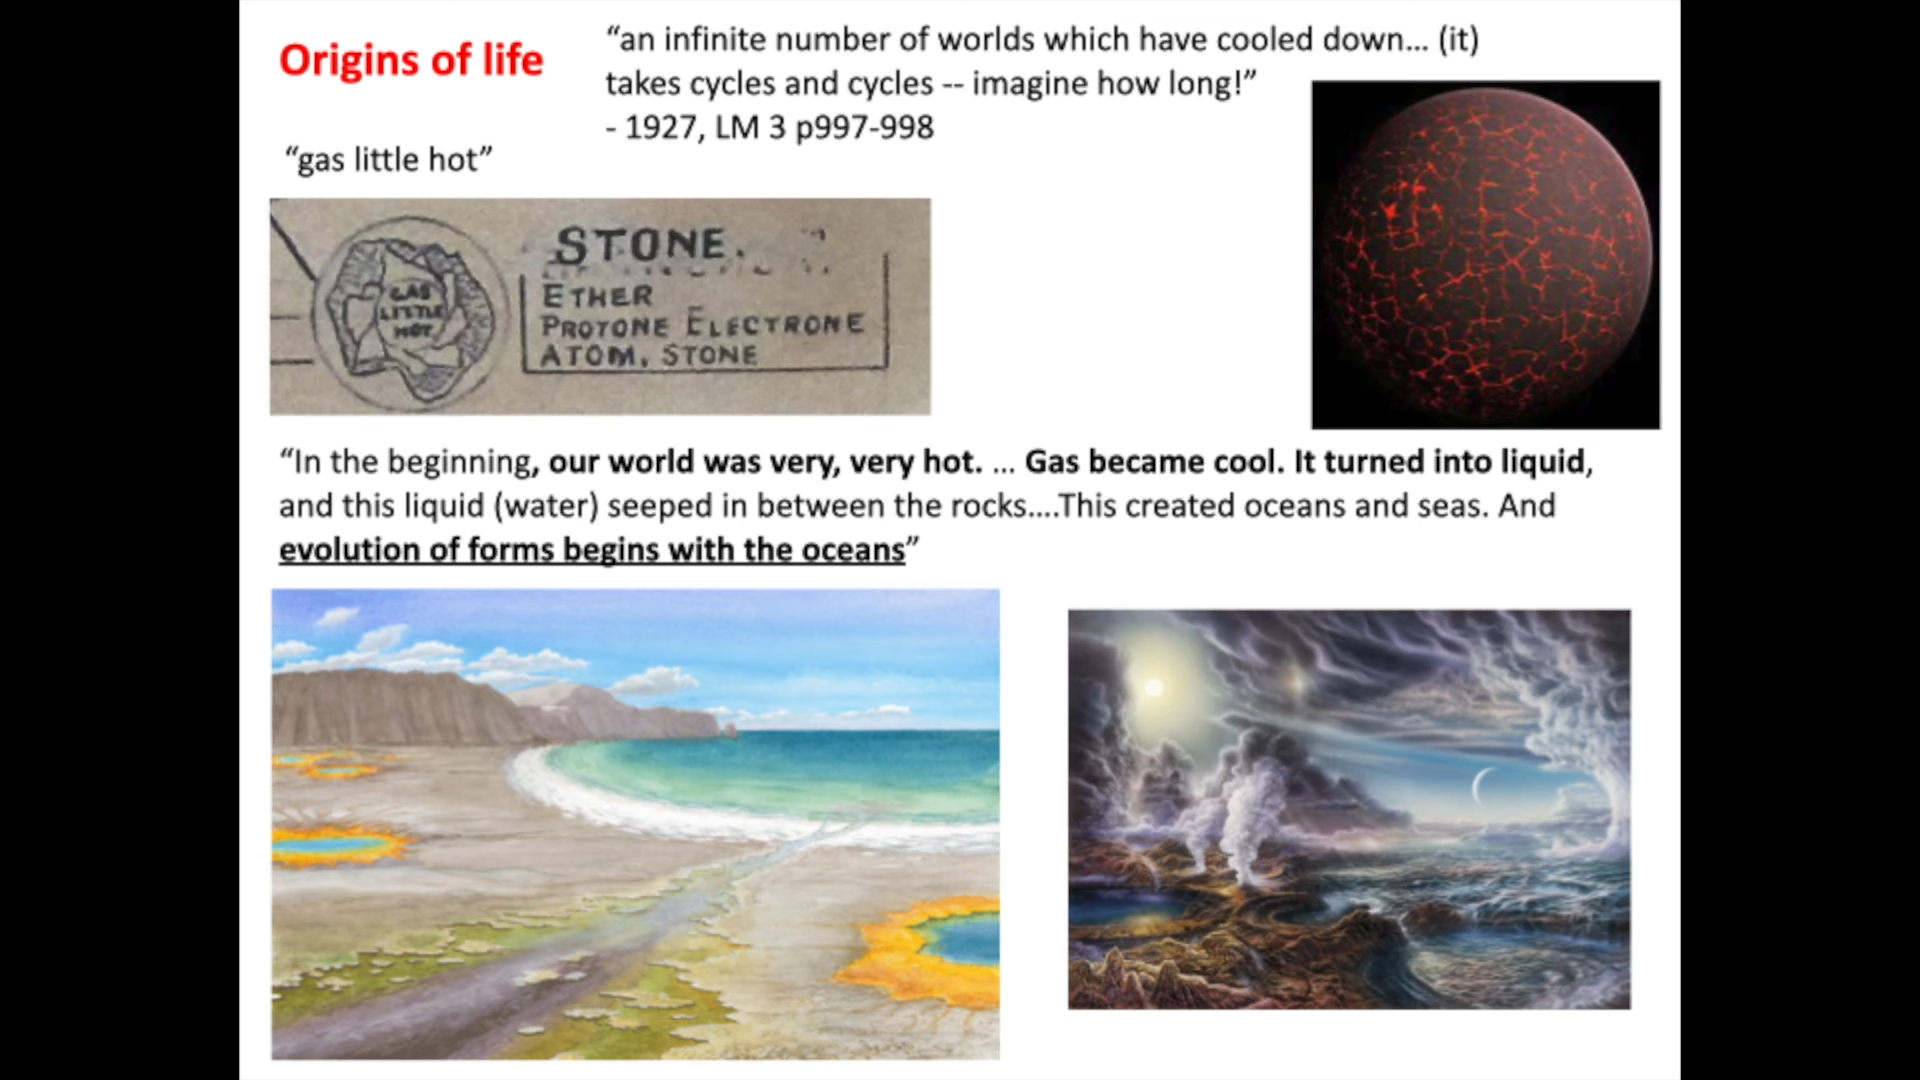 Origins of life
“an infinite number of worlds which have cooled down... (it)
takes cycles and cycles -- imagine how long!”
- 1927, LM 3 p997-998
“gas little hot”
GAS
LITTLE
HOT
STONE.
ETHER
PROTONE ELECTRONE
ATOM. STONE
“In the beginning, our world was very, very hot. ... Gas became cool. It turned into liquid,
and this liquid (water) seeped in between the rocks....This created oceans and seas. And
evolution of forms begins with the oceans”